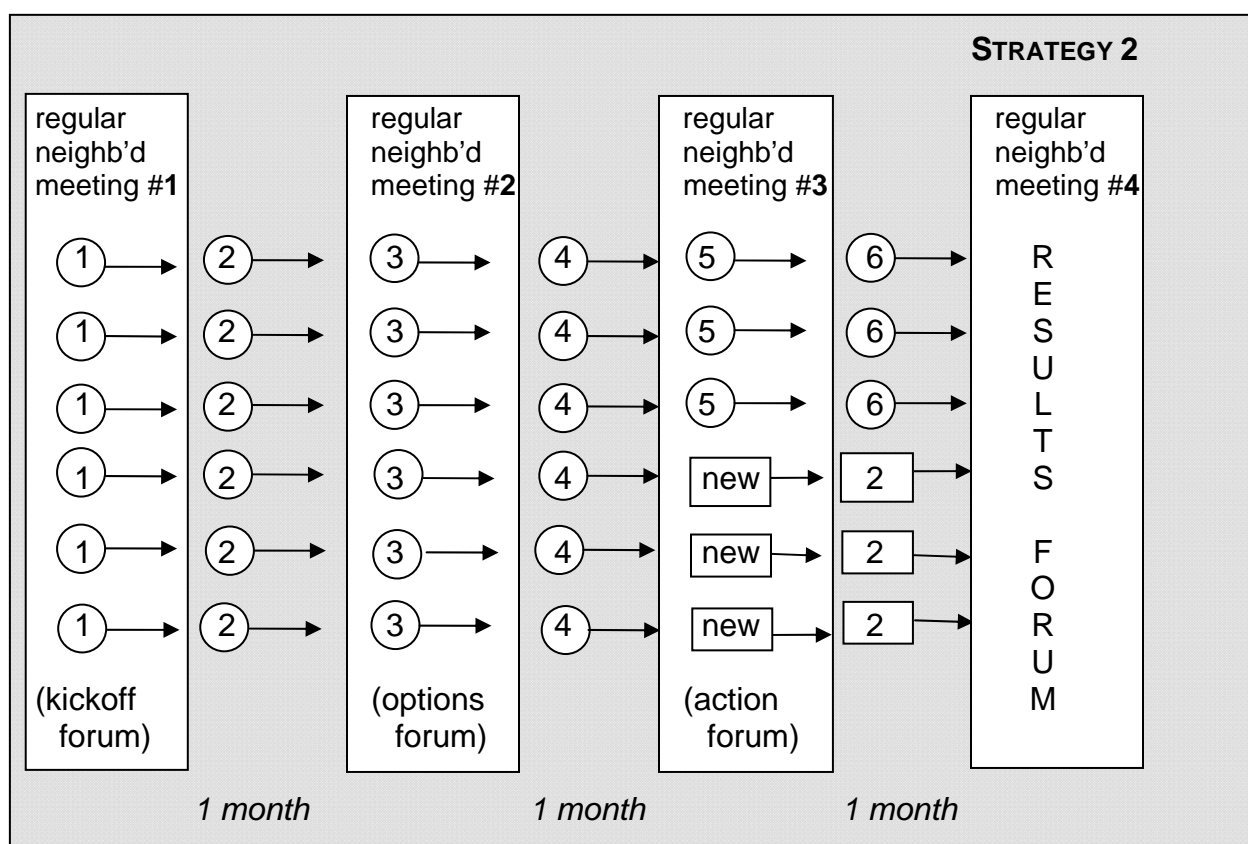 STRATEGY 2
regular
neighb’d
meeting #1
regular
neighb’d
meeting #2
regular
neighb’d
meeting #3
regular
neighb’d
meeting #4
1 2 3 4 5 6
1 2 3 4 5 6
1 2 3 4 5 6
1 2 3 4 new 2
1 2 3 4 new 2
1 2 3 4 new 2
R
E
S
U
L
T
S
F
O
R
U
M
(kickoff
forum)
(options
forum)
(action
forum)
1 month
1 month
1 month